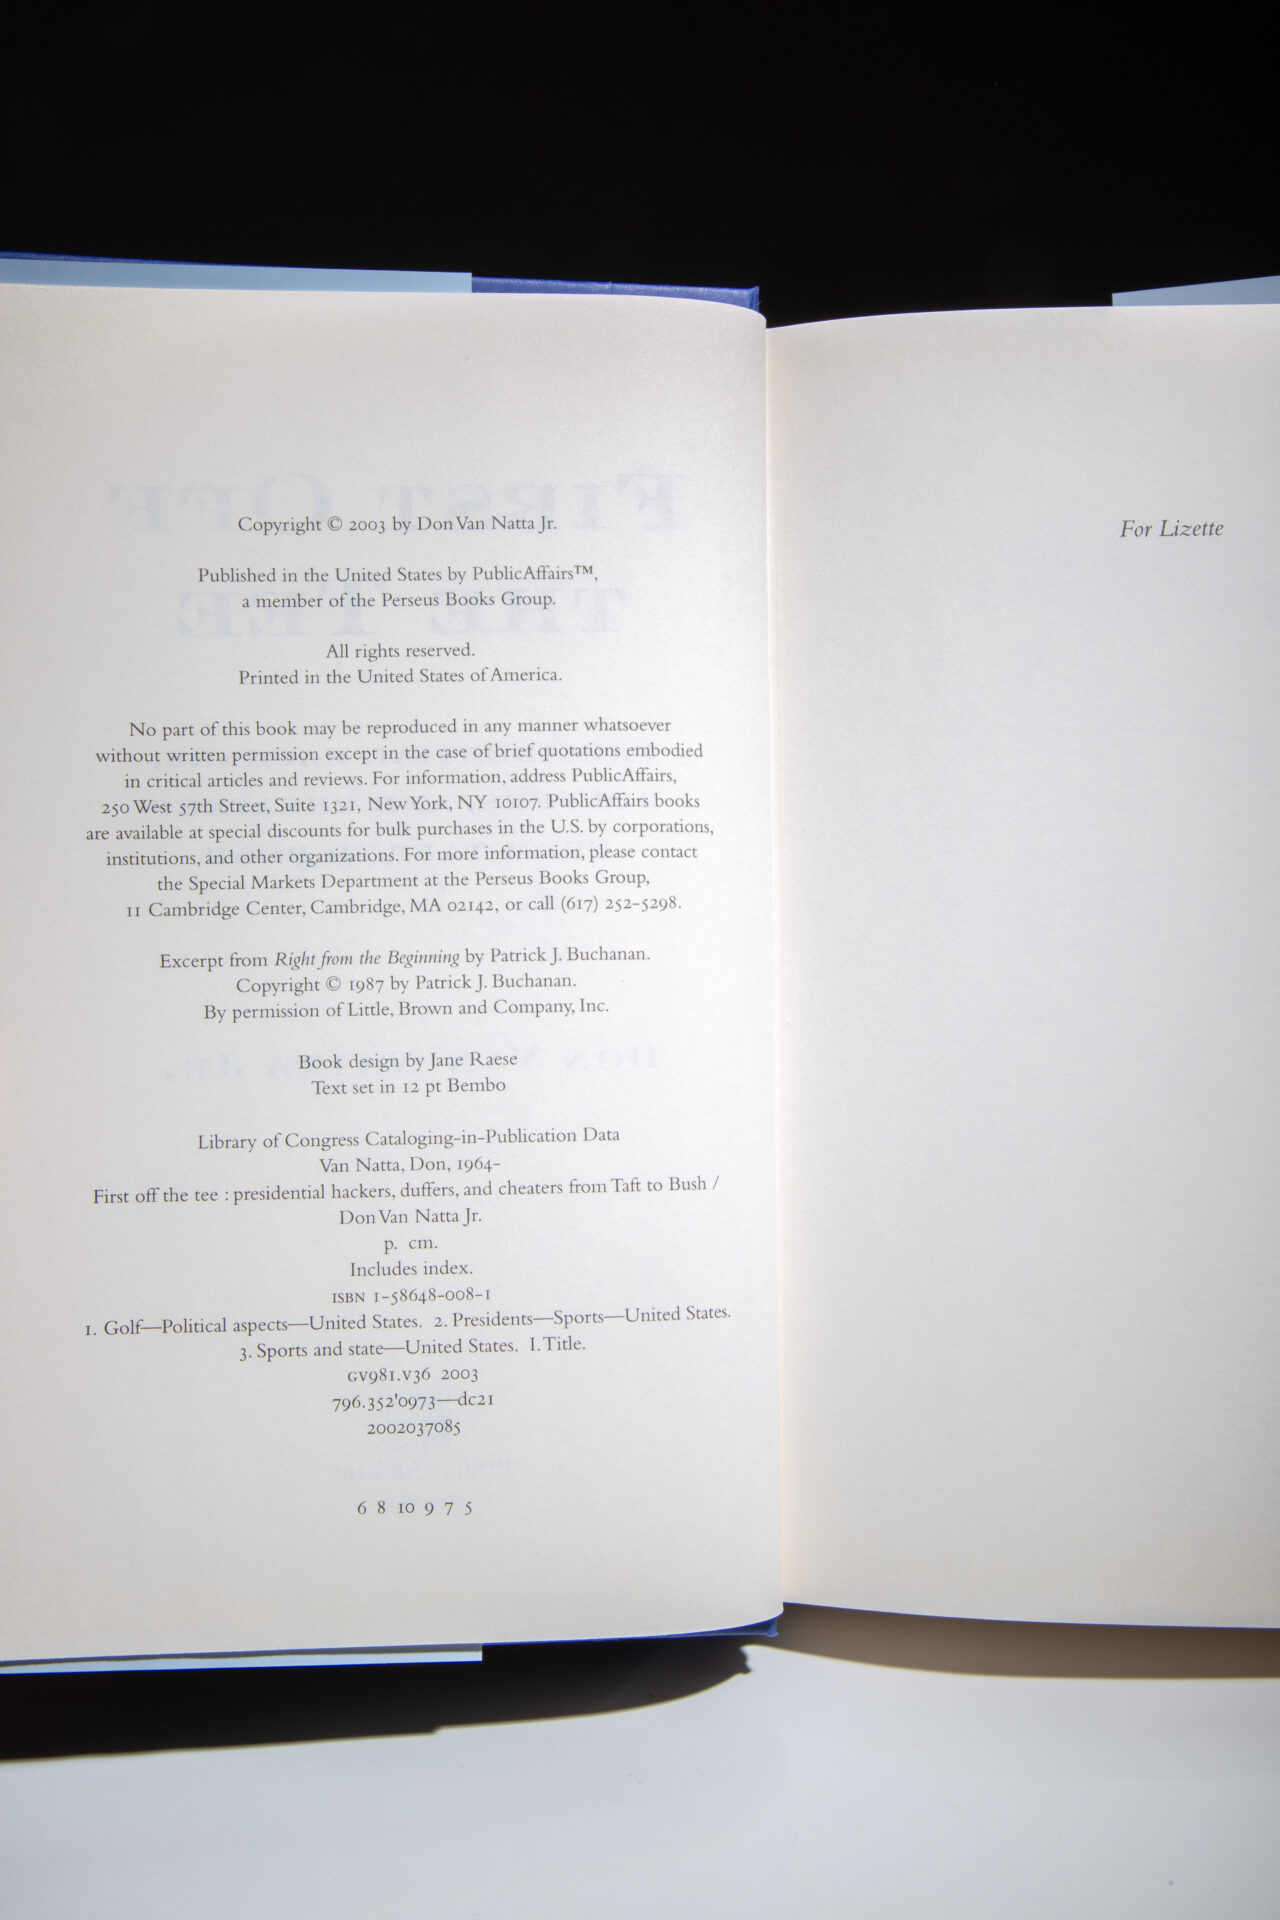 Copyright © 2003 by Don Van Natta Jr.
Published in the United States by PublicAffairs™,
a member of the Perseus Books Group.
All rights reserved.
Printed in the United States of America.
No part of this book may be reproduced in any manner whatsoever
without written permission except in the case of brief quotations embodied
in critical articles and reviews. For information, address PublicAffairs,
250 West 57th Street, Suite 1321, New York, NY 10107. PublicAffairs books
are available at special discounts for bulk purchases in the U.S. by corporations,
institutions, and other organizations. For more information, please contact
the Special Markets Department at the Perseus Books Group,
11 Cambridge Center, Cambridge, MA 02142, or call (617) 252-5298.
Excerpt from Right from the Beginning by Patrick J. Buchanan.
Copyright © 1987 by Patrick J. Buchanan.
By permission of Little, Brown and Company, Inc.
Book design by Jane Raese
Text set in 12 pt Bembo
Library of Congress Cataloging-in-Publication Data
Van Natta, Don, 1964–
First off the tee : presidential hackers, duffers, and cheaters from Taft to Bush /
Don Van Natta Jr.
p. cm.
Includes index.
ISBN 1-58648-008-1
1. Golf—Political aspects—United States. 2. Presidents—Sports—United States.
3. Sports and state—United States. I. Title.
GV981.V36 2003
796.352'0973—dc21
2002037085
6 8 10 9 7 5
For Lizette